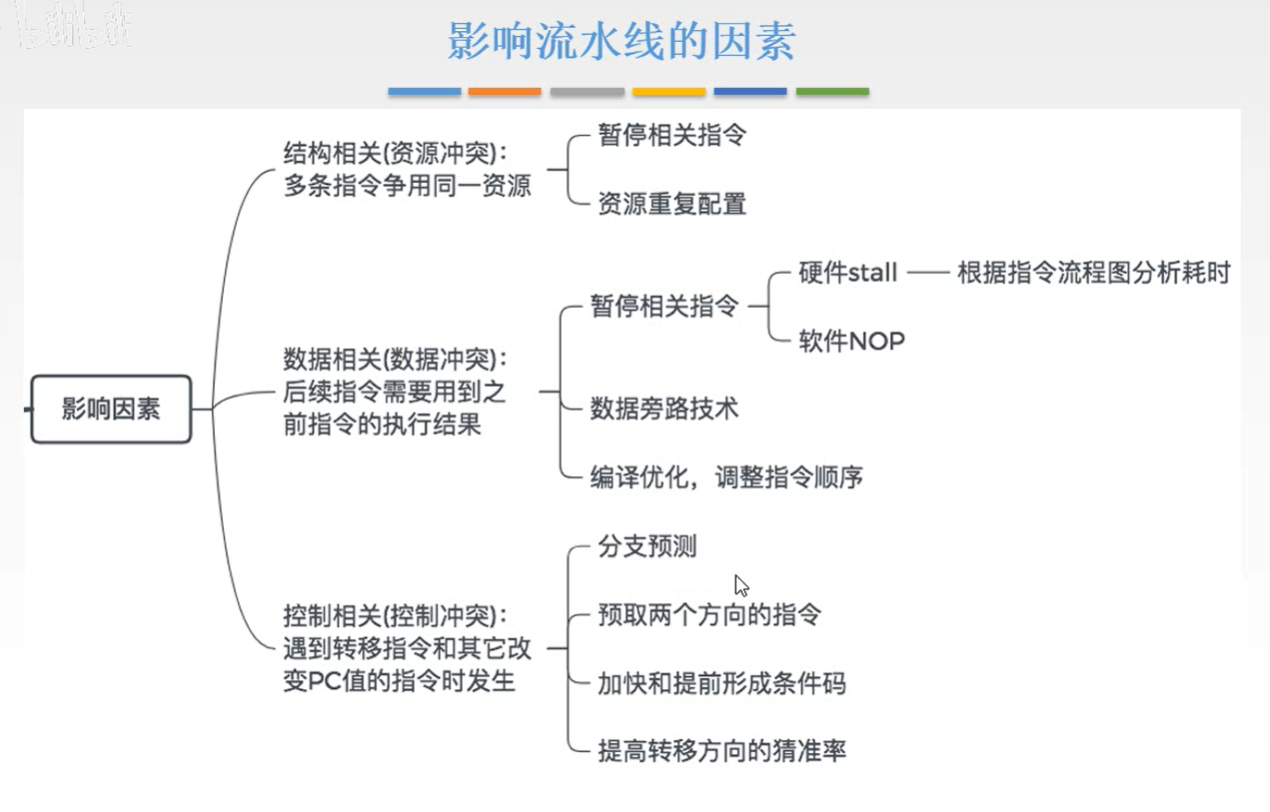 bilibili
影响流水线的因素
结构相关(资源冲突)：
多条指令争用同一资源
暂停相关指令
资源重复配置
影响因素
数据相关(数据冲突)：
后续指令需要用到之
前指令的执行结果
暂停相关指令
硬件stall
根据指令流程图分析耗时
软件NOP
数据旁路技术
编译优化，调整指令顺序
控制相关(控制冲突)：
遇到转移指令和其它改
变PC值的指令时发生
分支预测
预取两个方向的指令
加快和提前形成条件码
提高转移方向的猜准率